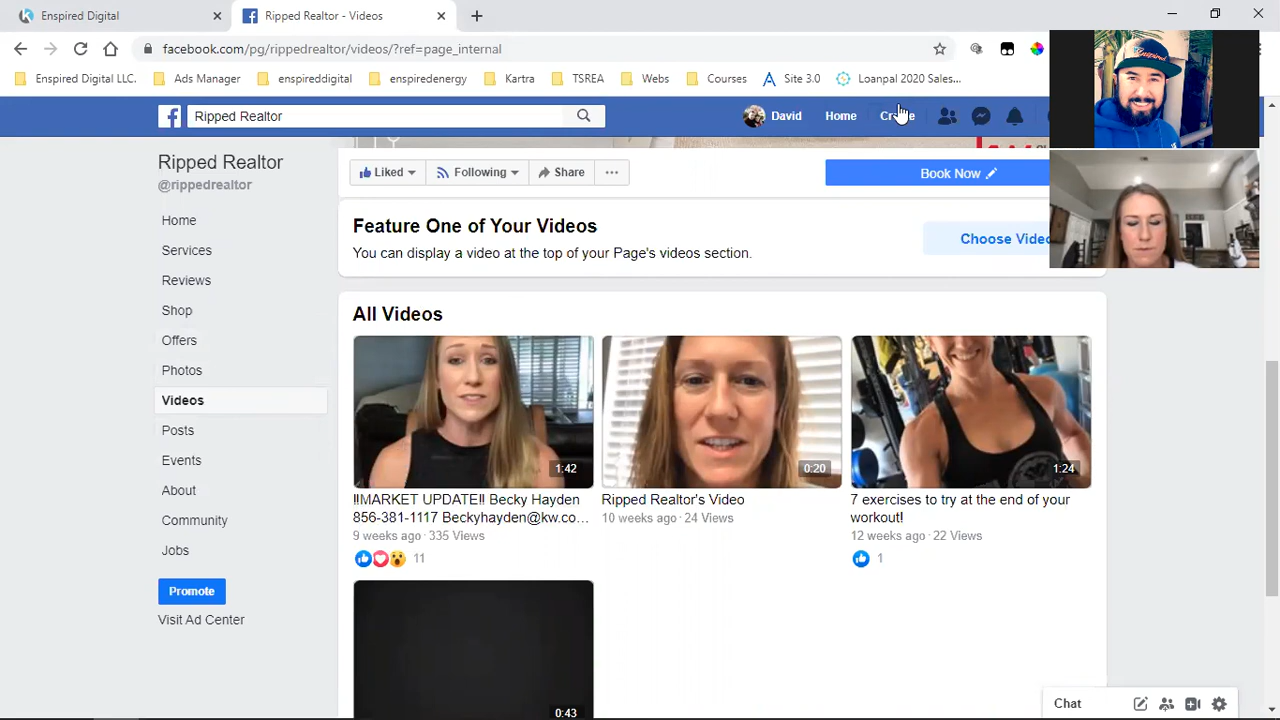 Enspired Digital
Ripped Realtor - Videos
facebook.com/pg/rippedrealtor/videos/?ref=page_internal
Enspired Digital LLC.
Ads Manager
enspireddigital
enspiredenergy
Kartra
TSREA
Webs
Courses
Site 3.0
Loanpal 2020 Sales...
Ripped Realtor
David
Home
Create
Ripped Realtor
@rippedrealtor
Home
Services
Reviews
Shop
Offers
Photos
Videos
Posts
Events
About
Community
Jobs
Promote
Visit Ad Center
Liked
Following
Share
Book Now
Feature One of Your Videos
You can display a video at the top of your Page's videos section.
Choose Video
All Videos
1:42
!!MARKET UPDATE!! Becky Hayden
856-381-1117 Beckyhayden@kw.co...
9 weeks ago · 335 Views
11
0:20
Ripped Realtor's Video
10 weeks ago · 24 Views
1:24
7 exercises to try at the end of your
workout!
12 weeks ago · 22 Views
1
0:43
Chat